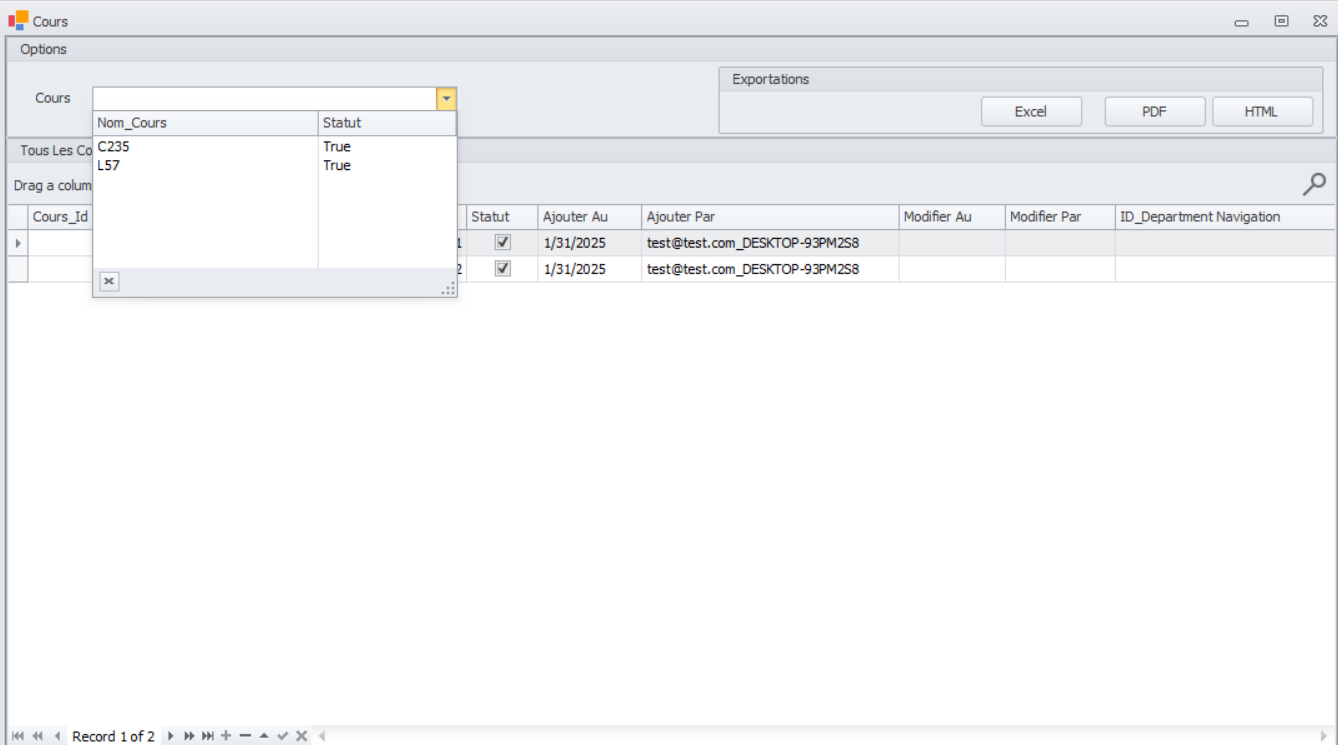 Cours
Options
Exportations
Cours
Excel PDF HTML
Nom_Cours Statut
C235 True
L57 True
Tous Les
Drag a
Cours_Id Statut Ajouter Au Ajouter Par Modifier Au Modifier Par ID_Department Navigation
1 1/31/2025 test@test.com_DESKTOP-93PM2S8
2 1/31/2025 test@test.com_DESKTOP-93PM2S8
Record 1 of 2